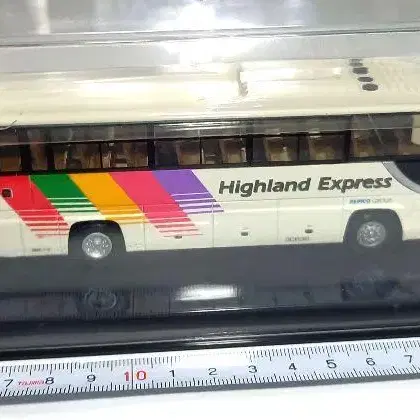 Highland Express
7 Tajima 8 9 10 1 2 3 4 5 6 7